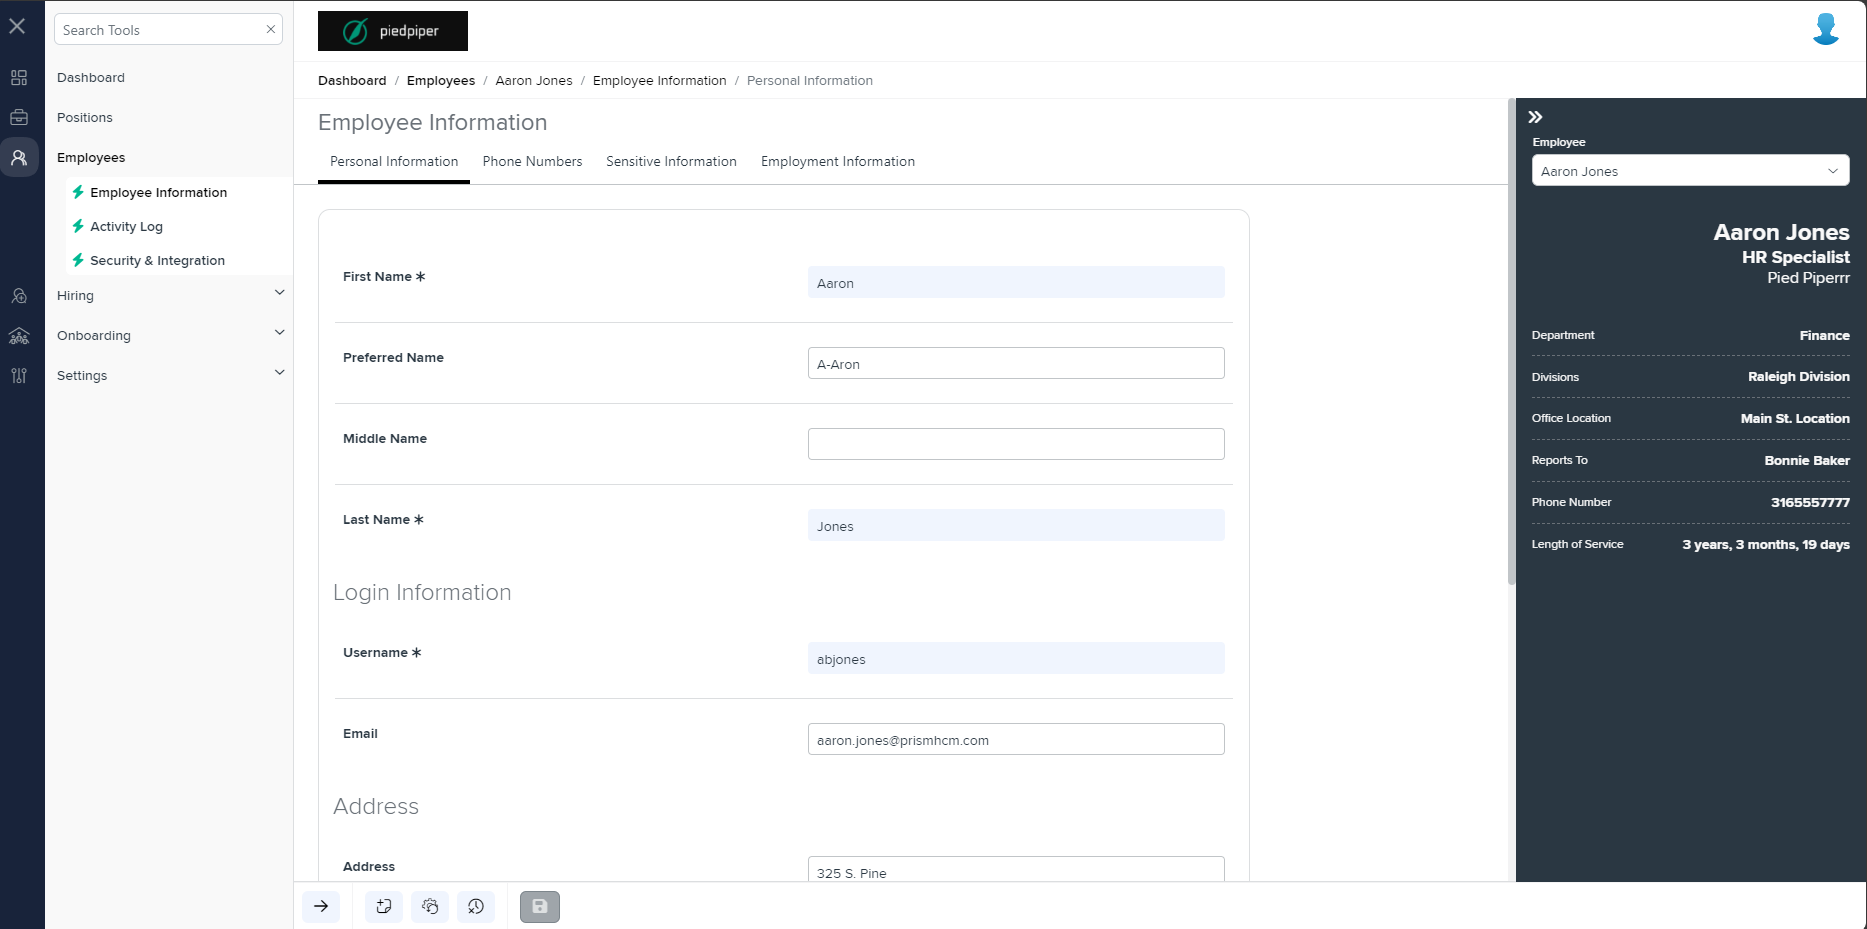 Search Tools
Dashboard
Positions
Employees
Employee Information
Activity Log
Security & Integration
Hiring
Onboarding
Settings
piedpiper
Dashboard / Employees / Aaron Jones / Employee Information / Personal Information
Employee Information
Personal Information Phone Numbers Sensitive Information Employment Information
First Name * Aaron
Preferred Name A-Aron
Middle Name
Last Name * Jones
Login Information
Username * abjones
Email aaron.jones@prismhcm.com
Address
Address 325 S. Pine
Employee
Aaron Jones
Aaron Jones
HR Specialist
Pied Piperrr
Department Finance
Divisions Raleigh Division
Office Location Main St. Location
Reports To Bonnie Baker
Phone Number 3165557777
Length of Service 3 years, 3 months, 19 days